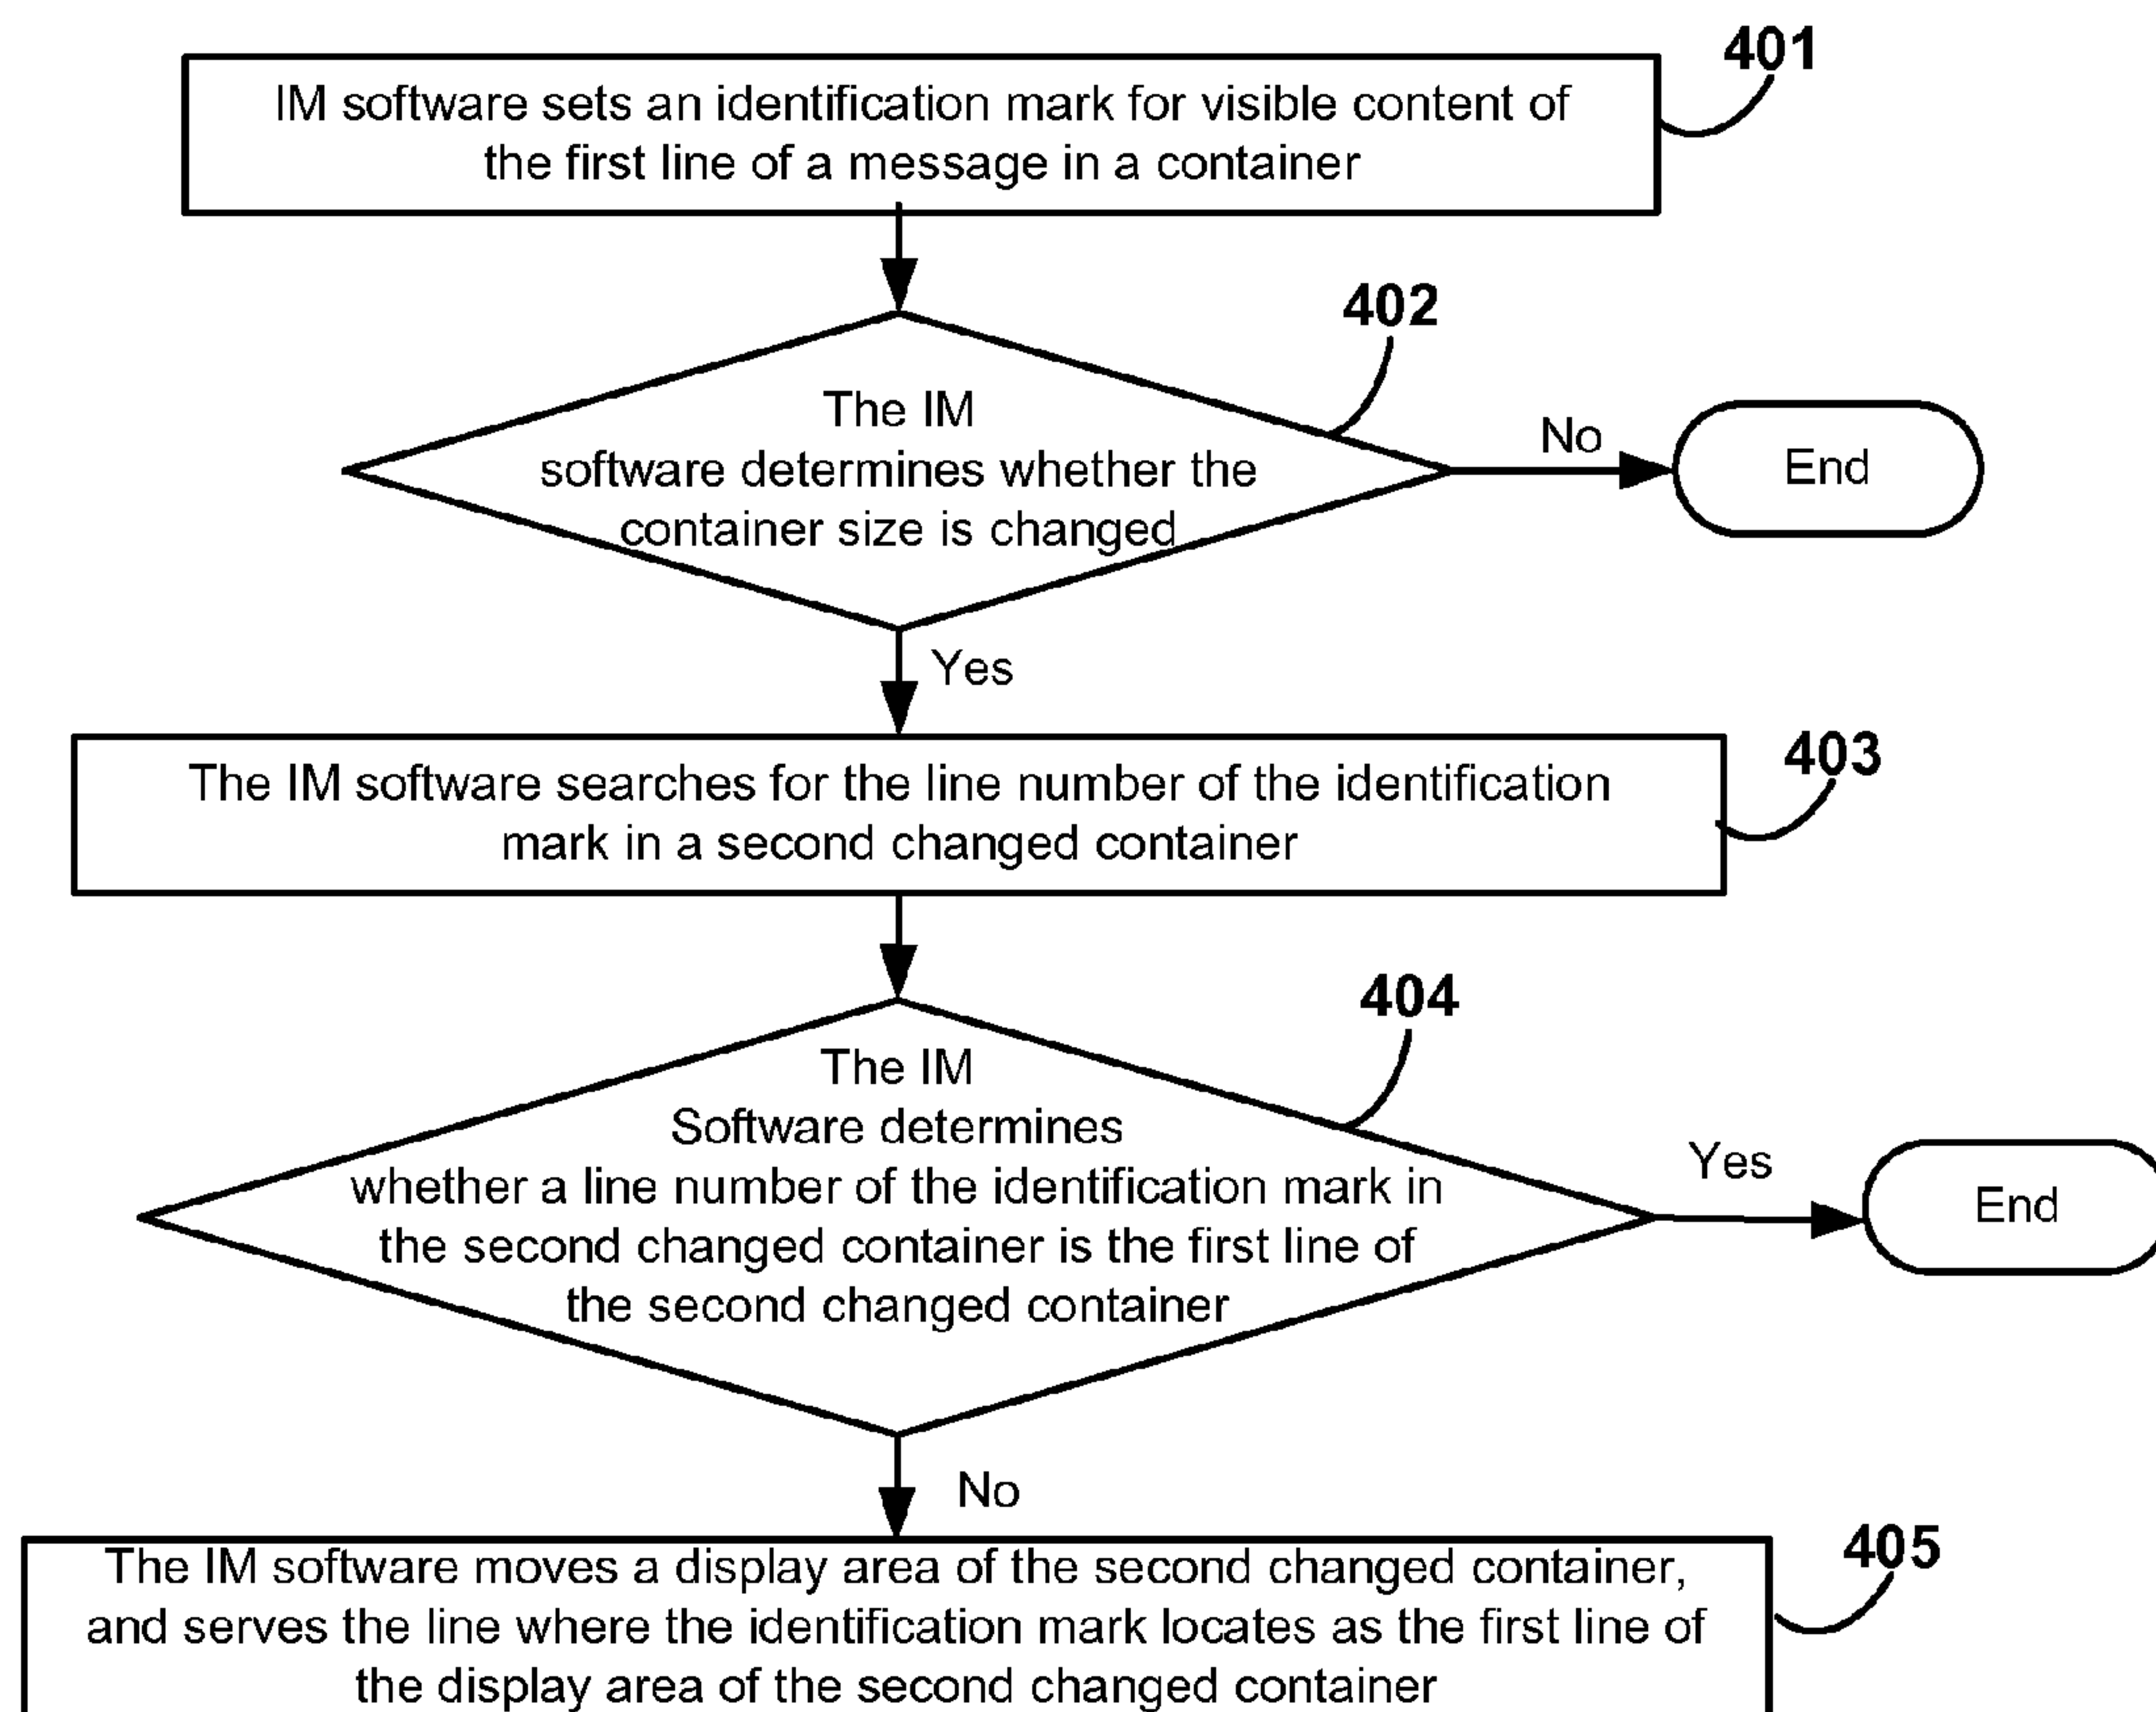 401
IM software sets an identification mark for visible content of
the first line of a message in a container
402
The IM
software determines whether the
container size is changed
No
End
Yes
403
The IM software searches for the line number of the identification
mark in a second changed container
404
The IM
Software determines
whether a line number of the identification mark in
the second changed container is the first line of
the second changed container
Yes
End
No
405
The IM software moves a display area of the second changed container,
and serves the line where the identification mark locates as the first line of
the display area of the second changed container